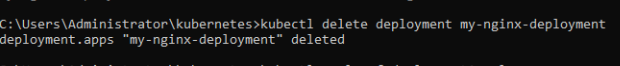 C:\Users\Administrator\kubernetes>kubectl delete deployment my-nginx-deployment
deployment.apps "my-nginx-deployment" deleted